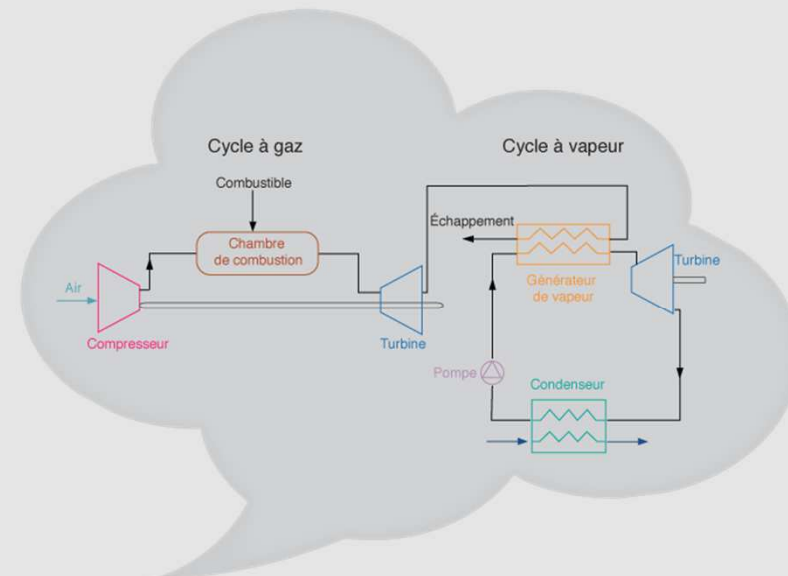 Cycle à gaz
Cycle à vapeur
Combustible
Échappement
Chambre
de combustion
Turbine
Air
Générateur
de vapeur
Compresseur
Turbine
Pompe
Condenseur